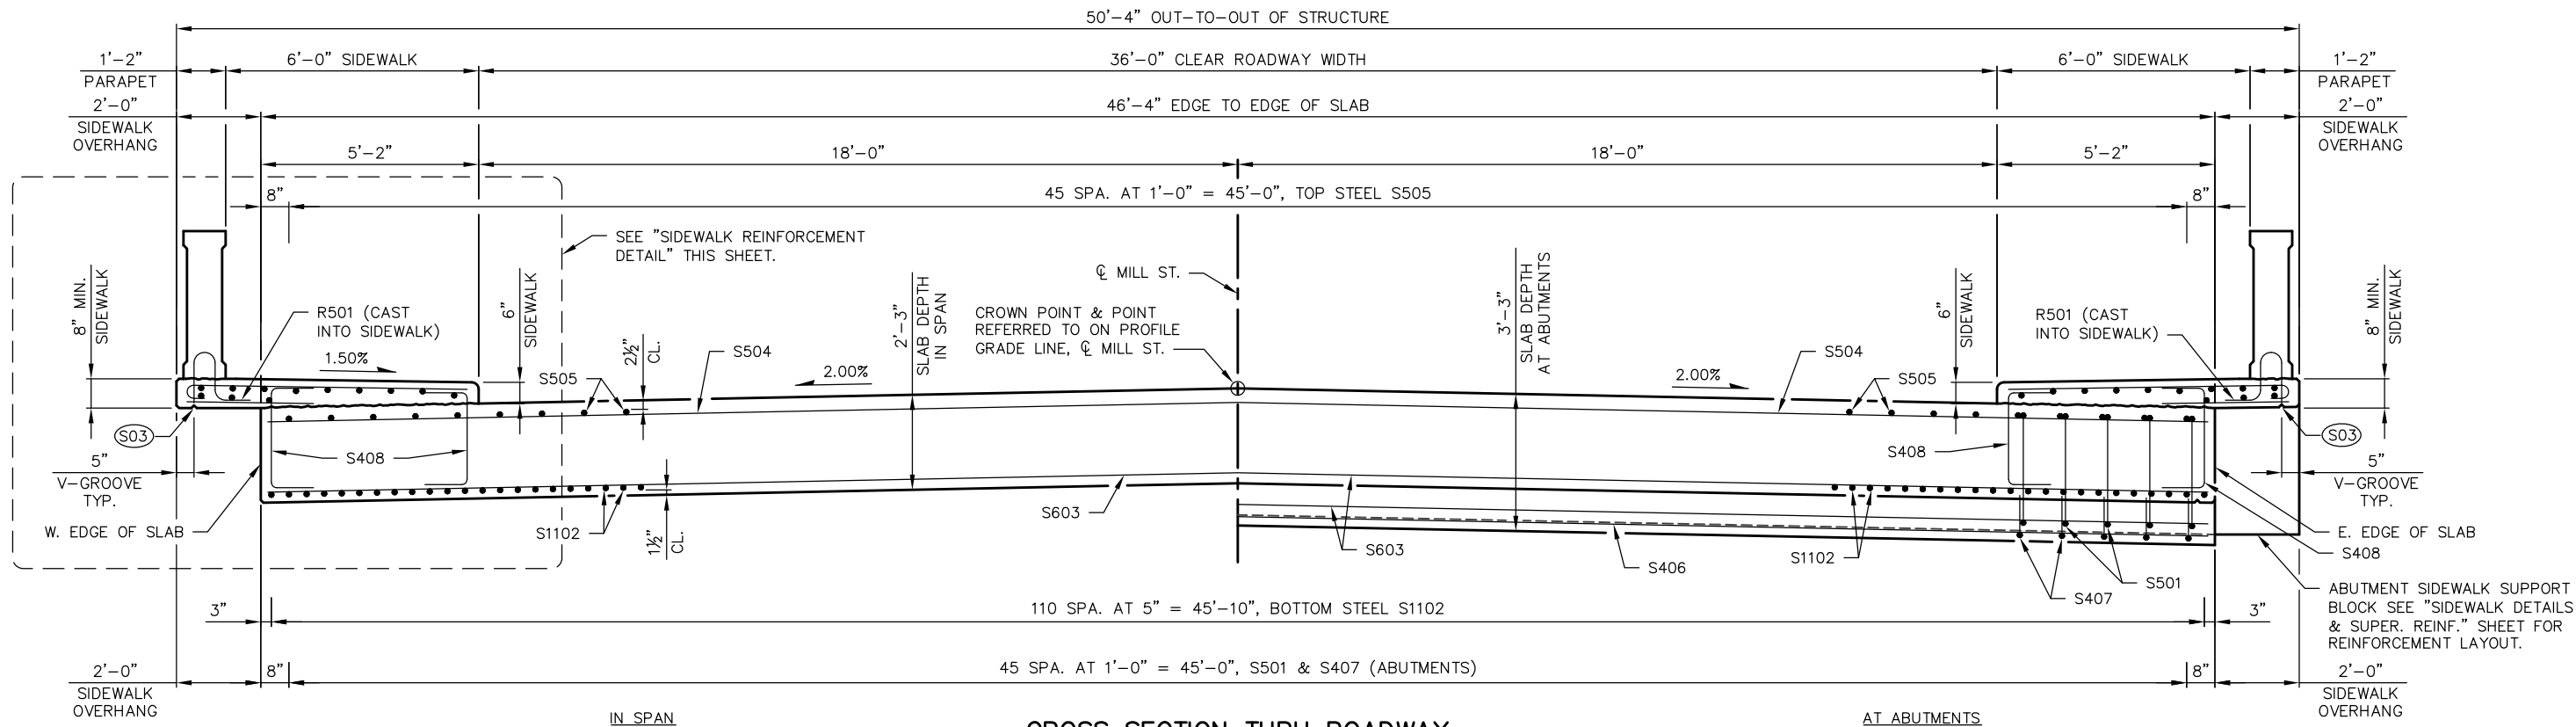 50'-4" OUT-TO-OUT OF STRUCTURE
1'-2"
PARAPET
6'-0" SIDEWALK
36'-0" CLEAR ROADWAY WIDTH
6'-0" SIDEWALK
1'-2"
PARAPET
2'-0"
SIDEWALK
OVERHANG
46'-4" EDGE TO EDGE OF SLAB
2'-0"
SIDEWALK
OVERHANG
5'-2"
18'-0"
18'-0"
5'-2"
8"
45 SPA. AT 1'-0" = 45'-0", TOP STEEL S505
8"
SEE "SIDEWALK REINFORCEMENT
DETAIL" THIS SHEET.
8" MIN.
SIDEWALK
R501 (CAST
INTO SIDEWALK)
1.50%
6"
SIDEWALK
2½"
CL.
S505
S504
2.00%
2'-3"
SLAB DEPTH
IN SPAN
℄ MILL ST.
CROWN POINT & POINT
REFERRED TO ON PROFILE
GRADE LINE, ℄ MILL ST.
3'-3"
SLAB DEPTH
AT ABUTMENTS
2.00%
S504
S505
6"
SIDEWALK
R501 (CAST
INTO SIDEWALK)
8" MIN.
SIDEWALK
S03
S408
S408
S03
5"
V-GROOVE
TYP.
5"
V-GROOVE
TYP.
W. EDGE OF SLAB
S1102
1½"
CL.
S603
S603
S406
S1102
S407
S501
E. EDGE OF SLAB
S408
ABUTMENT SIDEWALK SUPPORT
BLOCK SEE "SIDEWALK DETAILS
& SUPER. REINF." SHEET FOR
REINFORCEMENT LAYOUT.
3"
110 SPA. AT 5" = 45'-10", BOTTOM STEEL S1102
3"
2'-0"
SIDEWALK
OVERHANG
8"
45 SPA. AT 1'-0" = 45'-0", S501 & S407 (ABUTMENTS)
8"
2'-0"
SIDEWALK
OVERHANG
IN SPAN
CROSS SECTION THRU ROADWAY
AT ABUTMENTS